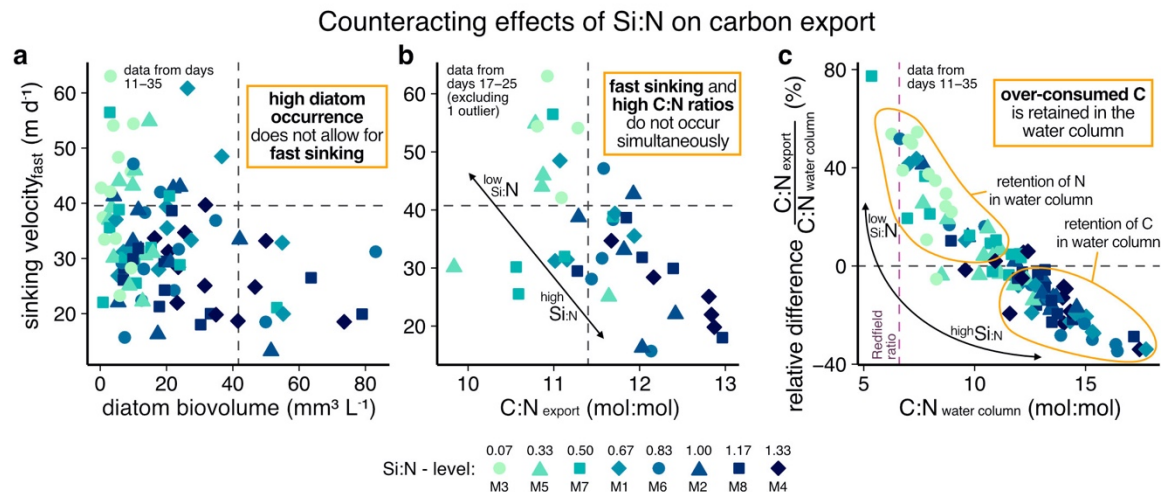 Counteracting effects of Si:N on carbon export
a
data from days
11–35
high diatom
occurrence
does not allow for
fast sinking
60
50
40
30
20
sinking velocity fast (m d⁻¹)
0
20
40
60
80
diatom biovolume (mm³ L⁻¹)
b
data from
days 17–25
(excluding
1 outlier)
fast sinking and
high C:N ratios
do not occur
simultaneously
low Si:N
high Si:N
60
50
40
30
20
10
11
12
13
C:N export (mol:mol)
c
data from
days 11–35
over-consumed C
is retained in the
water column
retention of N
in water column
retention of C
in water column
low Si:N
high Si:N
Redfield
ratio
80
40
0
−40
relative difference C:N export / C:N water column (%)
5
10
15
C:N water column (mol:mol)
0.07 0.33 0.50 0.67 0.83 1.00 1.17 1.33
Si:N - level:
M3 M5 M7 M1 M6 M2 M8 M4